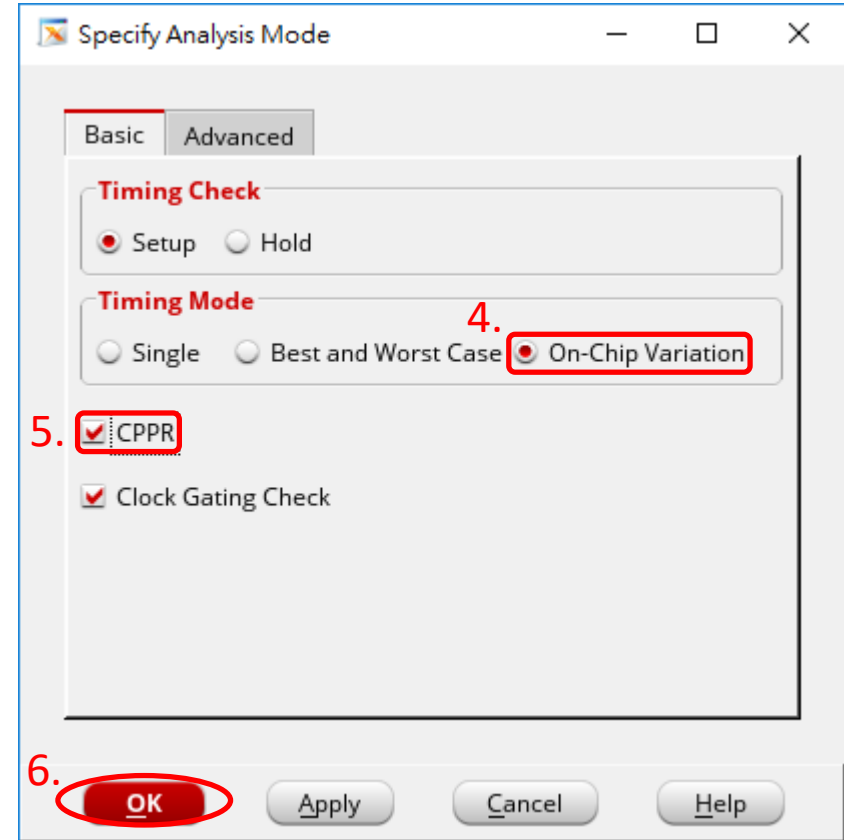 Specify Analysis Mode
Basic Advanced
Timing Check
Setup Hold
Timing Mode
4.
Single Best and Worst Case On-Chip Variation
5. CPPR
Clock Gating Check
6.
OK Apply Cancel Help